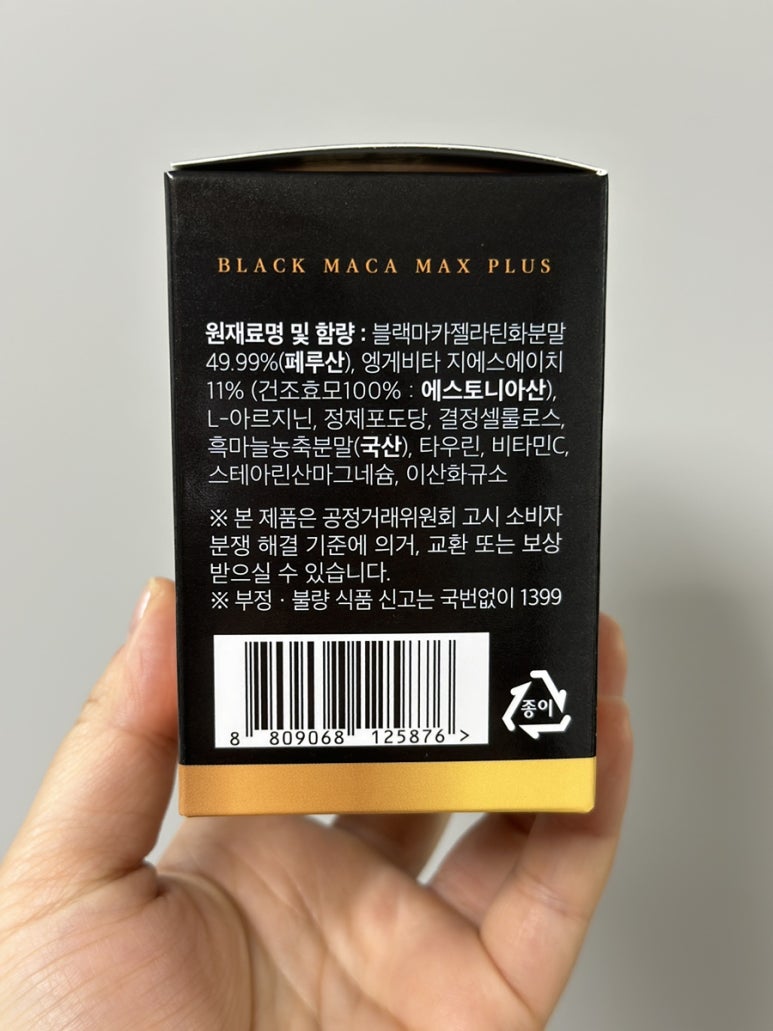 BLACK MACA MAX PLUS
원재료명 및 함량 : 블랙마카젤라틴화분말
49.99%(페루산), 엥게비타 지에스에이치
11% (건조효모100% : 에스토니아산),
L-아르지닌, 정제포도당, 결정셀룰로스,
흑마늘농축분말(국산), 타우린, 비타민C,
스테아린산마그네슘, 이산화규소
※ 본 제품은 공정거래위원회 고시 소비자
분쟁 해결 기준에 의거, 교환 또는 보상
받으실 수 있습니다.
※ 부정 · 불량 식품 신고는 국번없이 1399
8 809068 125876 >
종이